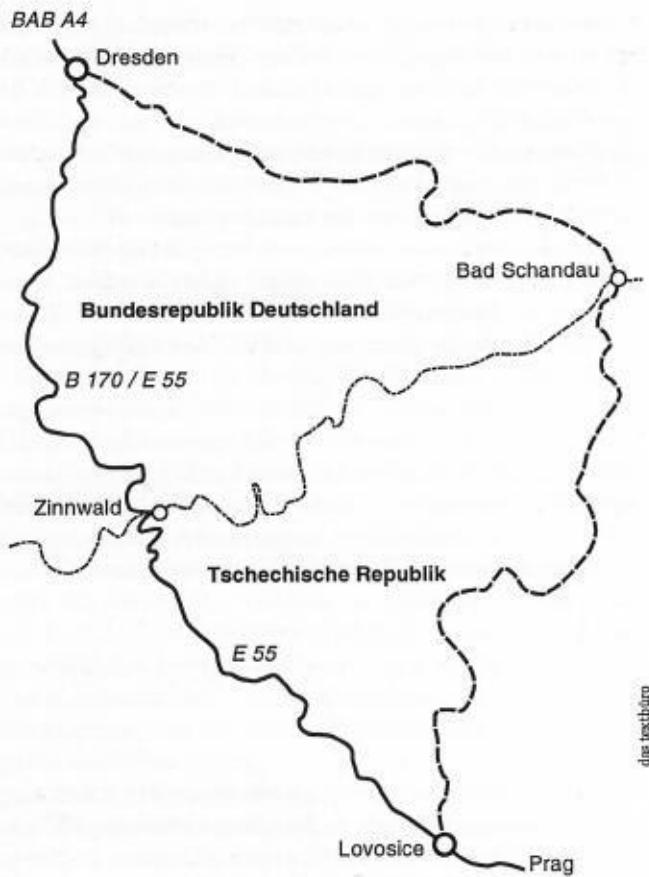 BAB A4
Dresden
Bad Schandau
Bundesrepublik Deutschland
B 170 / E 55
Zinnwald
Tschechische Republik
E 55
das textbüro
Lovosice
Prag